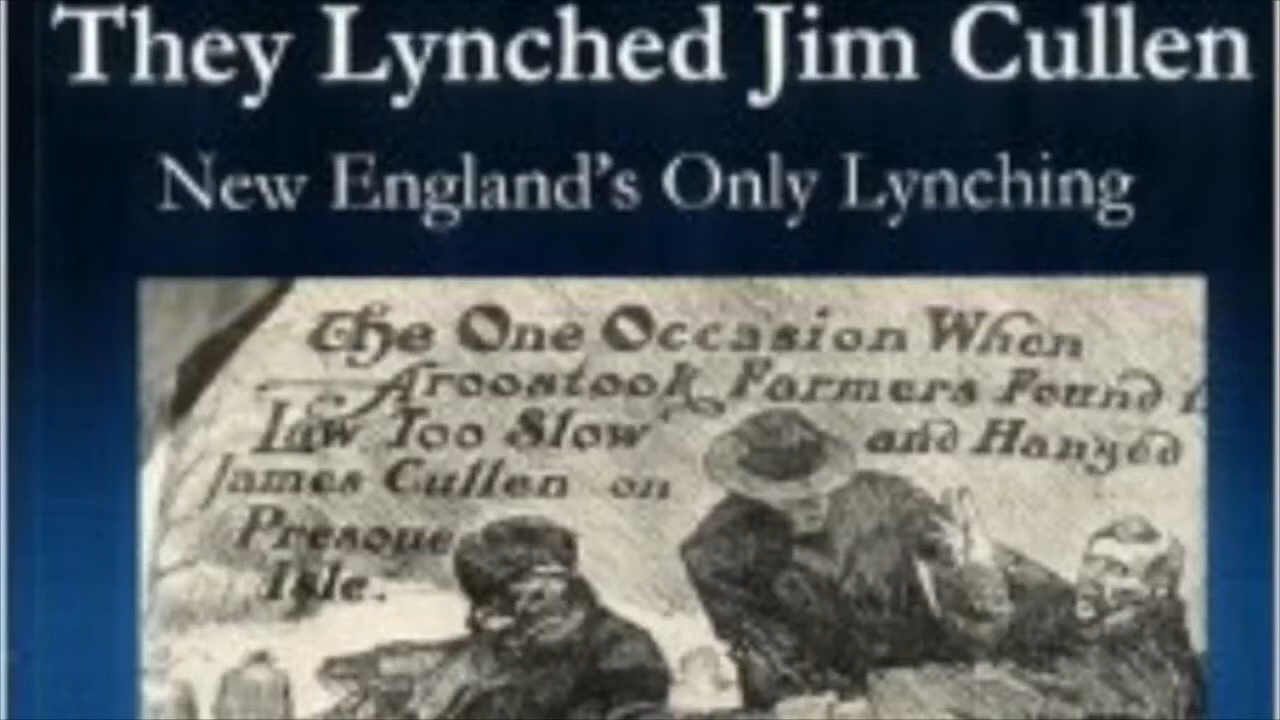 They Lynched Jim Cullen
New England's Only Lynching
The One Occasion When
Aroostook Farmers Found
Law Too Slow and Hanged
James Cullen on
Presque
Isle.